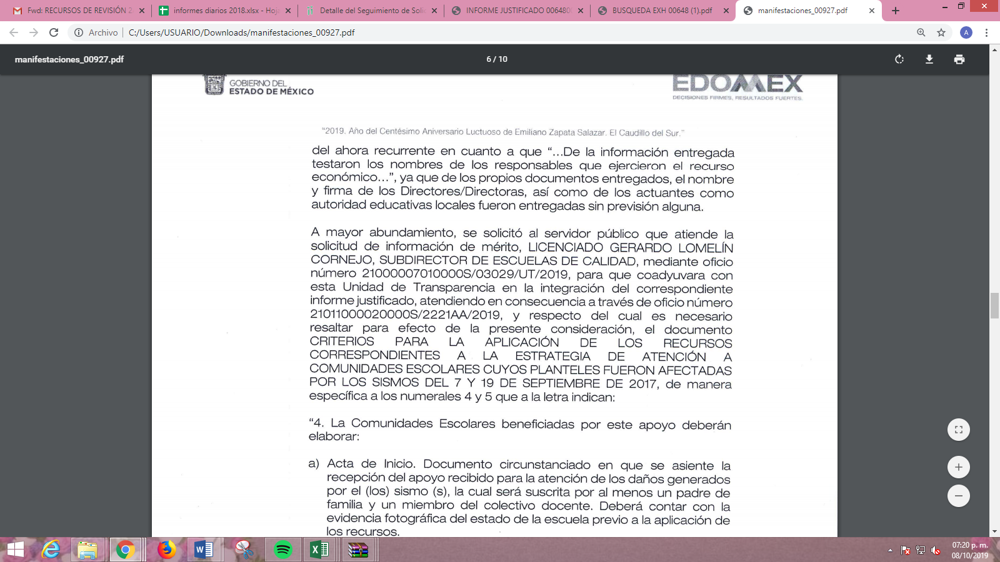 Fwd: RECURSOS DE REVISIÓN 2
informes diarios 2018.xlsx - Hoja
Detalle del Seguimiento de Solic
INFORME JUSTIFICADO 006480
BUSQUEDA EXH 00648 (1).pdf
manifestaciones_00927.pdf
Archivo
C:/Users/USUARIO/Downloads/manifestaciones_00927.pdf
A
manifestaciones_00927.pdf
6 / 10
GOBIERNO DEL
ESTADO DE MÉXICO
EDOMEX
DECISIONES FIRMES, RESULTADOS FUERTES.
"2019. Año del Centésimo Aniversario Luctuoso de Emiliano Zapata Salazar. El Caudillo del Sur."
del ahora recurrente en cuanto a que "...De la información entregada
testaron los nombres de los responsables que ejercieron el recurso
económico...", ya que de los propios documentos entregados, el nombre
y firma de los Directores/Directoras, así como de los actuantes como
autoridad educativas locales fueron entregadas sin previsión alguna.
A mayor abundamiento, se solicitó al servidor público que atiende la
solicitud de información de mérito, LICENCIADO GERARDO LOMELÍN
CORNEJO, SUBDIRECTOR DE ESCUELAS DE CALIDAD, mediante oficio
número 21000007010000S/03029/UT/2019, para que coadyuvara con
esta Unidad de Transparencia en la integración del correspondiente
informe justificado, atendiendo en consecuencia a través de oficio número
21011000020000S/2221AA/2019, y respecto del cual es necesario
resaltar para efecto de la presente consideración, el documento
CRITERIOS PARA LA APLICACIÓN DE LOS RECURSOS
CORRESPONDIENTES A LA ESTRATEGIA DE ATENCIÓN A
COMUNIDADES ESCOLARES CUYOS PLANTELES FUERON AFECTADAS
POR LOS SISMOS DEL 7 Y 19 DE SEPTIEMBRE DE 2017, de manera
específica a los numerales 4 y 5 que a la letra indican:
"4. La Comunidades Escolares beneficiadas por este apoyo deberán
elaborar:
a) Acta de Inicio. Documento circunstanciado en que se asiente la
recepción del apoyo recibido para la atención de los daños generados
por el (los) sismo (s), la cual será suscrita por al menos un padre de
familia y un miembro del colectivo docente. Deberá contar con la
evidencia fotográfica del estado de la escuela previo a la aplicación de
los recursos.
07:20 p. m.
08/10/2019